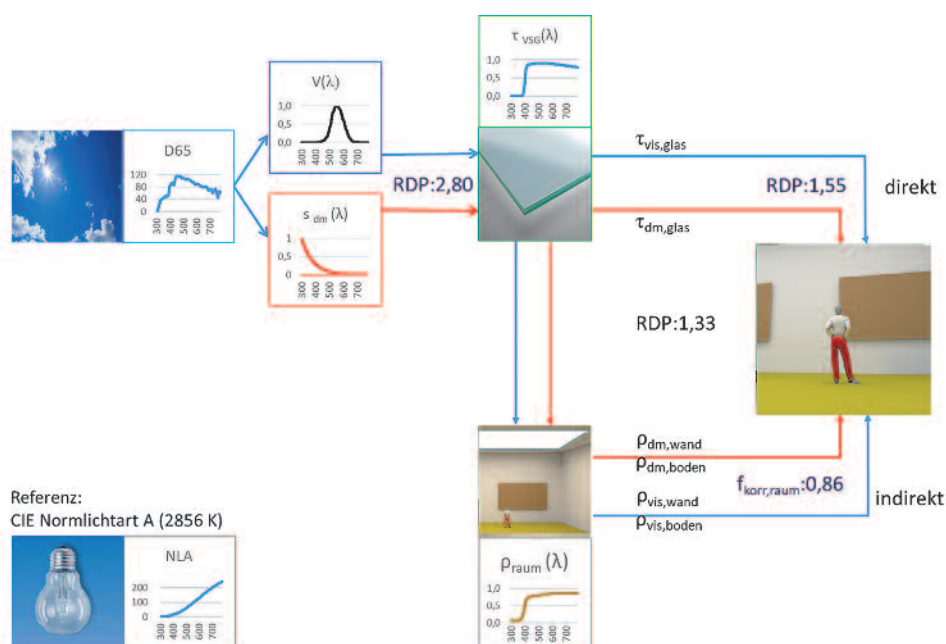 τ VSG(λ)
1,0
0,5
0,0
300
400
500
600
700
V(λ)
1,0
0,5
0,0
300
400
500
600
700
D65
120
80
40
0
300
400
500
600
700
RDP:2,80
s dm (λ)
1
0,5
0
300
400
500
600
700
τvis,glas
RDP:1,55
direkt
τdm,glas
RDP:1,33
ρdm,wand
ρdm,boden
fkorr,raum:0,86
indirekt
ρvis,wand
ρvis,boden
Referenz:
CIE Normlichtart A (2856 K)
NLA
200
100
0
300
400
500
600
700
ρraum (λ)
1,0
0,5
0,0
300
400
500
600
700